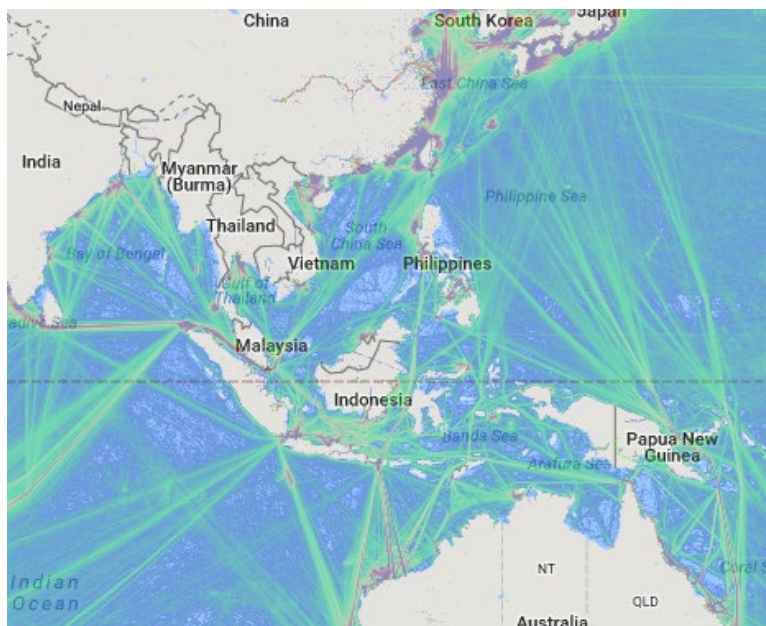 China
South Korea
Japan
East China Sea
Nepal
India
Myanmar
(Burma)
Philippine Sea
Thailand
South
China Sea
Bay of Bengal
Vietnam
Philippines
Gulf of
Thailand
adive Sea
Malaysia
Indonesia
Banda Sea
Papua New
Guinea
Arafura Sea
Indian
Ocean
NT
Coral S
QLD
Australia